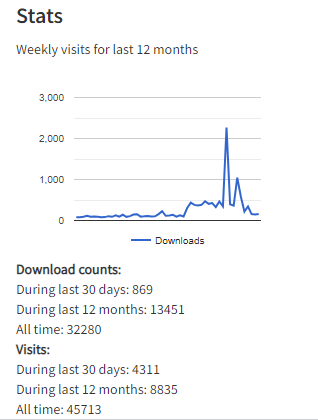 Stats
Weekly visits for last 12 months
3,000
2,000
1,000
0
Downloads
Download counts:
During last 30 days: 869
During last 12 months: 13451
All time: 32280
Visits:
During last 30 days: 4311
During last 12 months: 8835
All time: 45713